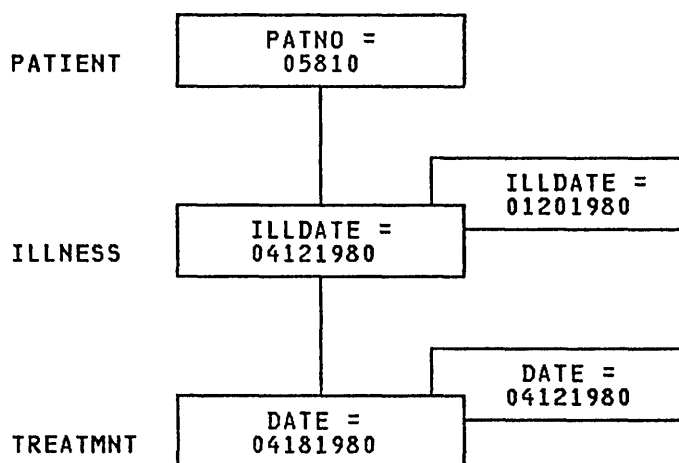 PATNO =
PATIENT 05810
ILLDATE =
01201980
ILLDATE =
ILLNESS 04121980
DATE =
04121980
DATE =
TREATMNT 04181980